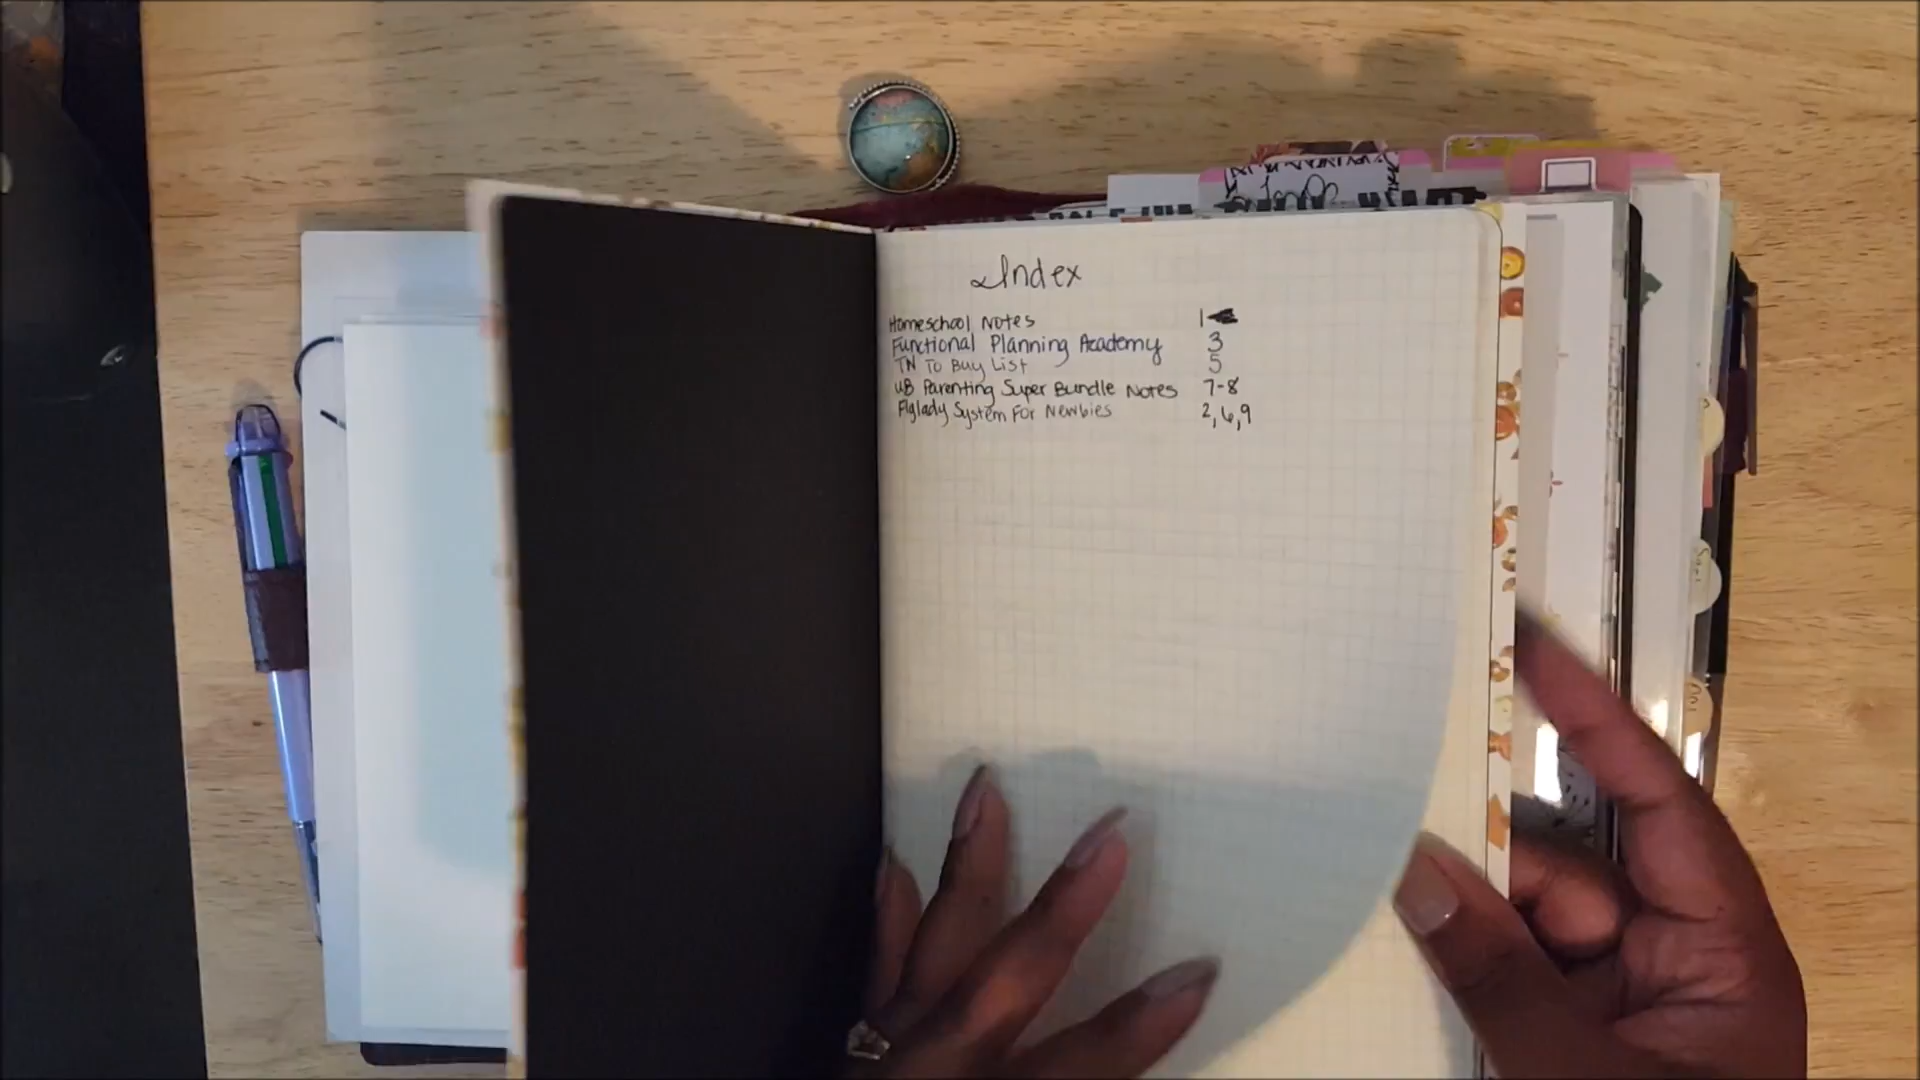 Index
Homeschool Notes 1
Functional Planning Academy 3
TN To Buy List 5
UB Parenting Super Bundle Notes 7-8
Flylady System For Newbies 2, 6, 9